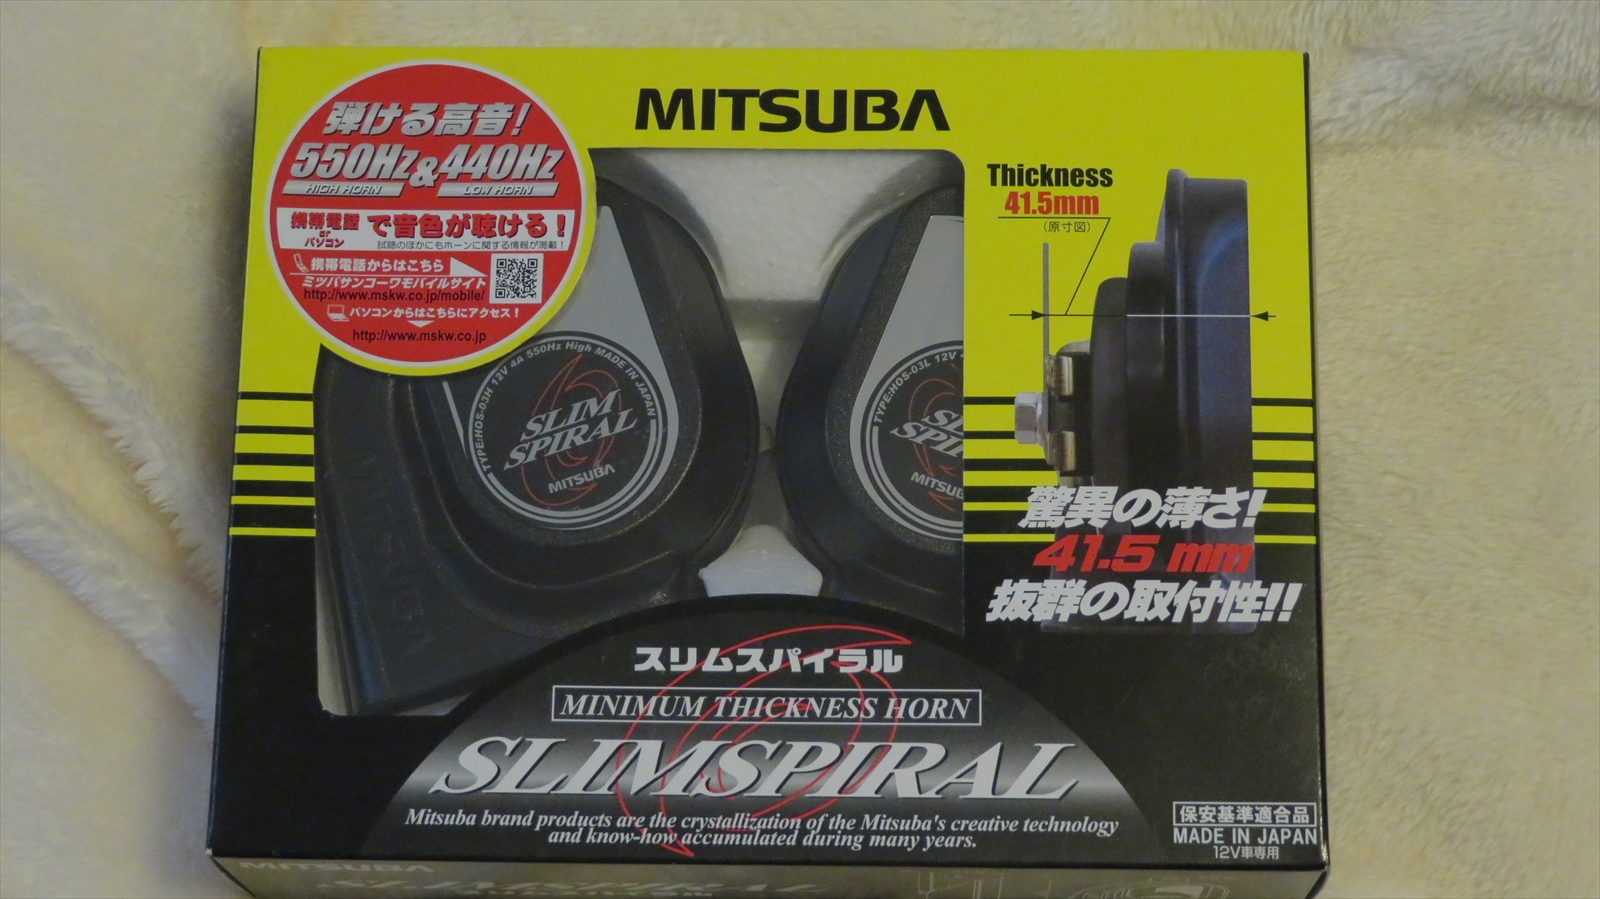 弾ける高音!
550Hz&440Hz
HIGH HORN LOW HORN
携帯電話
or
パソコン
で音色が聴ける!
試聴のほかにもホーンに関する情報が満載!
携帯電話からはこちら
ミツバサンコーワモバイルサイト
http://www.mskw.co.jp/mobile/
パソコンからはこちらにアクセス!
http://www.mskw.co.jp
MITSUBA
Thickness
41.5mm
(原寸図)
TYPE:HOS-03H 12V 4A 550Hz High MADE IN JAPAN
SLIM
SPIRAL
MITSUBA
TYPE:HOS-03L 12V
SLIM
SPIRAL
驚異の薄さ!
41.5 mm
抜群の取付性!!
スリムスパイラル
MINIMUM THICKNESS HORN
SLIMSPIRAL
Mitsuba brand products are the crystallization of the Mitsuba's creative technology
and know-how accumulated during many years.
保安基準適合品
MADE IN JAPAN
12V車専用
MITSUBA